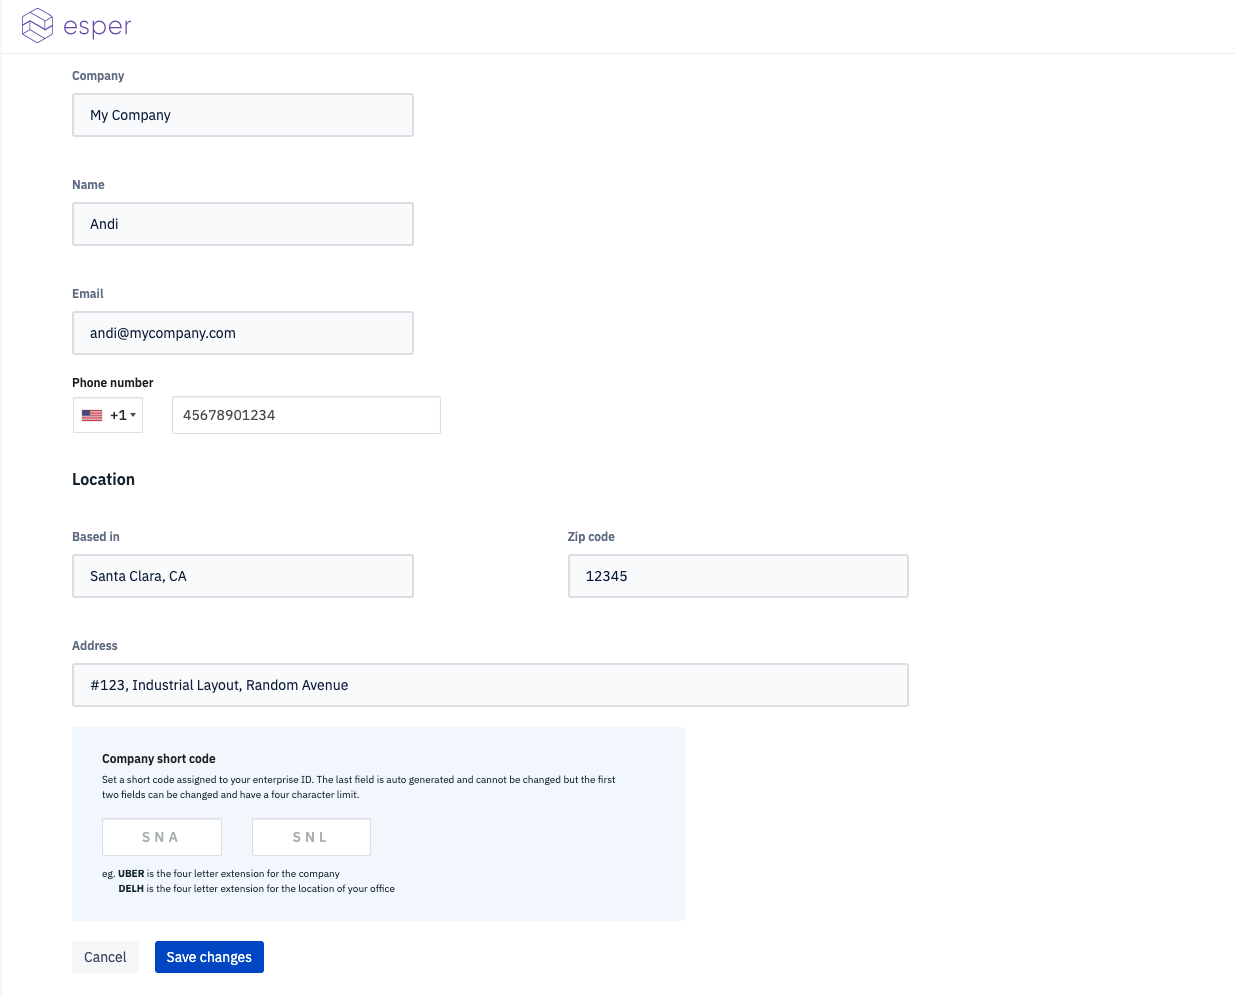 esper
Company
My Company
Name
Andi
Email
andi@mycompany.com
Phone number
+1 45678901234
Location
Based in Zip code
Santa Clara, CA 12345
Address
#123, Industrial Layout, Random Avenue
Company short code
Set a short code assigned to your enterprise ID. The last field is auto generated and cannot be changed but the first
two fields can be changed and have a four character limit.
SNA SNL
eg. UBER is the four letter extension for the company
DELH is the four letter extension for the location of your office
Cancel Save changes